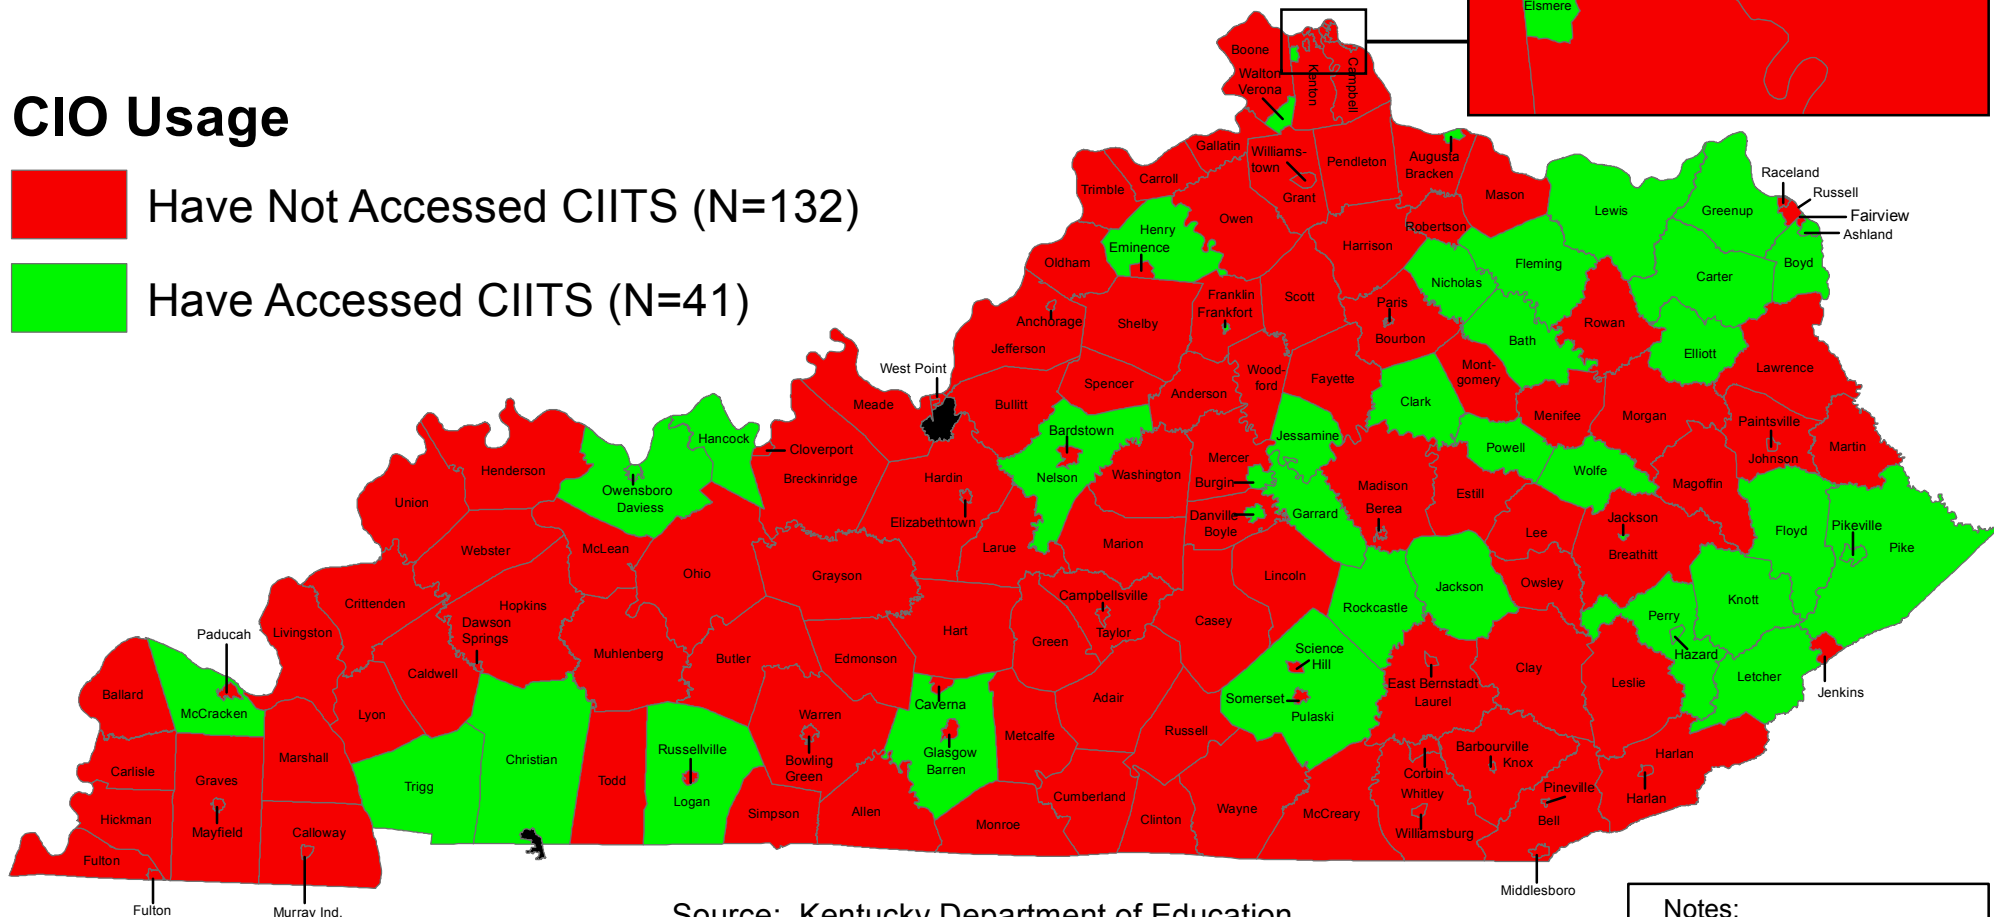 Elsmere
CIO Usage
Have Not Accessed CIITS (N=132)
Have Accessed CIITS (N=41)
Boone
Walton
Verona
Kenton
Campbell
Gallatin
Williams-
town
Grant
Pendleton
Augusta
Bracken
Mason
Trimble
Carroll
Owen
Robertson
Lewis
Greenup
Raceland
Russell
Fairview
Ashland
Boyd
Henry
Eminence
Oldham
Harrison
Nicholas
Fleming
Carter
Anchorage
Jefferson
Shelby
Franklin
Frankfort
Scott
Paris
Bourbon
Bath
Rowan
Elliott
Lawrence
West Point
Meade
Bullitt
Spencer
Anderson
Wood-
ford
Fayette
Clark
Mont-
gomery
Menifee
Morgan
Paintsville
Johnson
Martin
Hancock
Cloverport
Breckinridge
Henderson
Owensboro
Daviess
Union
Hardin
Elizabethtown
Bardstown
Nelson
Washington
Mercer
Burgin
Danville
Boyle
Jessamine
Garrard
Madison
Berea
Estill
Powell
Wolfe
Magoffin
Floyd
Pikeville
Pike
Webster
McLean
Ohio
Grayson
Larue
Marion
Lincoln
Rockcastle
Jackson
Lee
Owsley
Jackson
Breathitt
Perry
Hazard
Knott
Letcher
Jenkins
Crittenden
Livingston
Hopkins
Dawson
Springs
Caldwell
Lyon
Muhlenberg
Butler
Edmonson
Hart
Green
Campbellsville
Taylor
Casey
Science
Hill
Somerset
Pulaski
East Bernstadt
Laurel
Clay
Leslie
Paducah
Ballard
McCracken
Carlisle
Graves
Marshall
Hickman
Mayfield
Calloway
Fulton
Fulton
Murray Ind.
Trigg
Christian
Todd
Russellville
Logan
Warren
Bowling
Green
Simpson
Allen
Caverna
Glasgow
Barren
Metcalfe
Monroe
Adair
Russell
Cumberland
Clinton
Wayne
McCreary
Corbin
Whitley
Williamsburg
Barbourville
Knox
Pineville
Bell
Middlesboro
Harlan
Harlan
Source: Kentucky Department of Education
Notes: